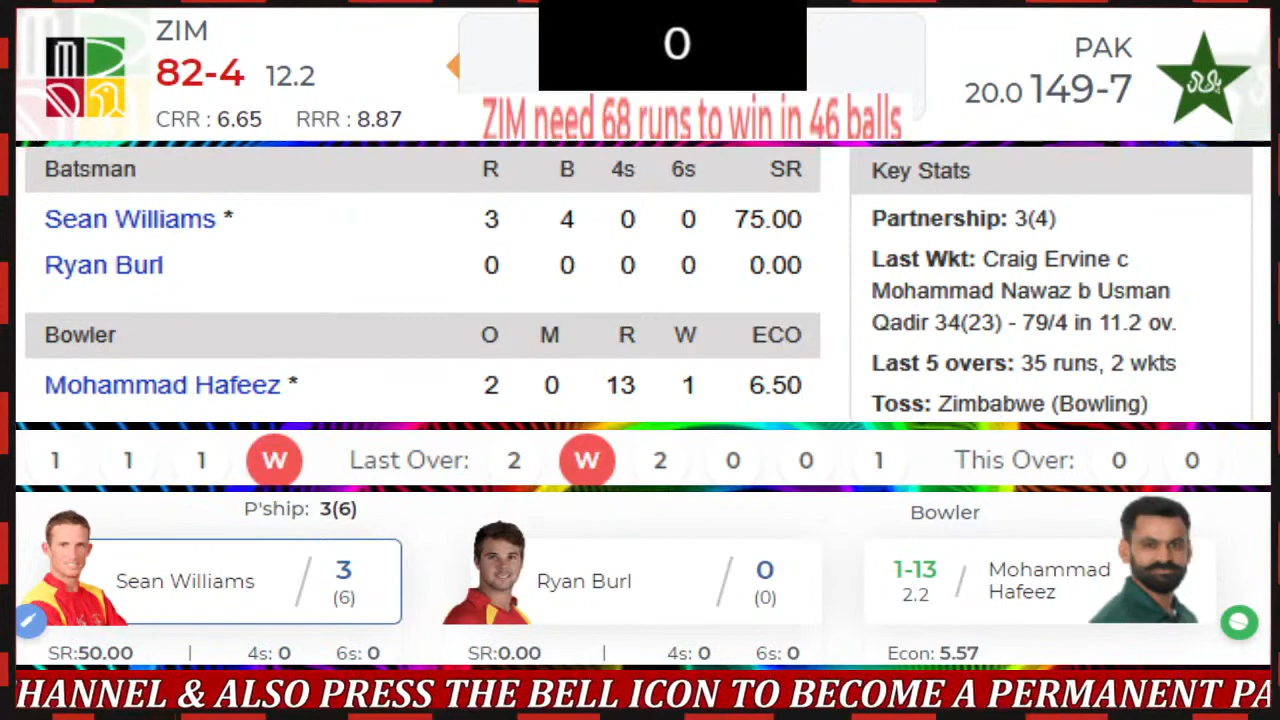 ZIM
82-4 12.2
CRR : 6.65 RRR : 8.87
0
ZIM need 68 runs to win in 46 balls
PAK
20.0 149-7
Batsman R B 4s 6s SR
Sean Williams * 3 4 0 0 75.00
Ryan Burl 0 0 0 0 0.00
Bowler O M R W ECO
Mohammad Hafeez * 2 0 13 1 6.50
Key Stats
Partnership: 3(4)
Last Wkt: Craig Ervine c
Mohammad Nawaz b Usman
Qadir 34(23) - 79/4 in 11.2 ov.
Last 5 overs: 35 runs, 2 wkts
Toss: Zimbabwe (Bowling)
1 1 1 W Last Over: 2 W 2 0 0 1 This Over: 0 0
P'ship: 3(6)
Sean Williams 3
(6)
SR:50.00 | 4s: 0 6s: 0
Ryan Burl 0
(0)
SR:0.00 | 4s: 0 6s: 0
Bowler
1-13 Mohammad
2.2 Hafeez
Econ: 5.57
HANNEL & ALSO PRESS THE BELL ICON TO BECOME A PERMANENT PA